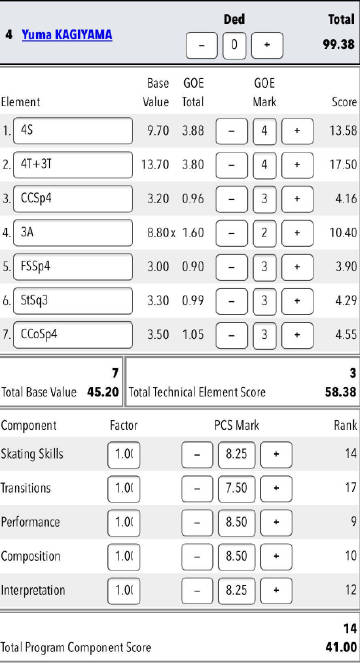 Ded Total
4 Yuma KAGIYAMA - 0 + 99.38
Base GOE GOE
Element Value Total Mark Score
1. 4S 9.70 3.88 - 4 + 13.58
2. 4T+3T 13.70 3.80 - 4 + 17.50
3. CCSp4 3.20 0.96 - 3 + 4.16
4. 3A 8.80x 1.60 - 2 + 10.40
5. FSSp4 3.00 0.90 - 3 + 3.90
6. StSq3 3.30 0.99 - 3 + 4.29
7. CCoSp4 3.50 1.05 - 3 + 4.55
7 3
Total Base Value 45.20 Total Technical Element Score 58.38
Component Factor PCS Mark Rank
Skating Skills 1.0( - 8.25 + 14
Transitions 1.0( - 7.50 + 17
Performance 1.0( - 8.50 + 9
Composition 1.0( - 8.50 + 10
Interpretation 1.0( - 8.25 + 12
14
Total Program Component Score 41.00